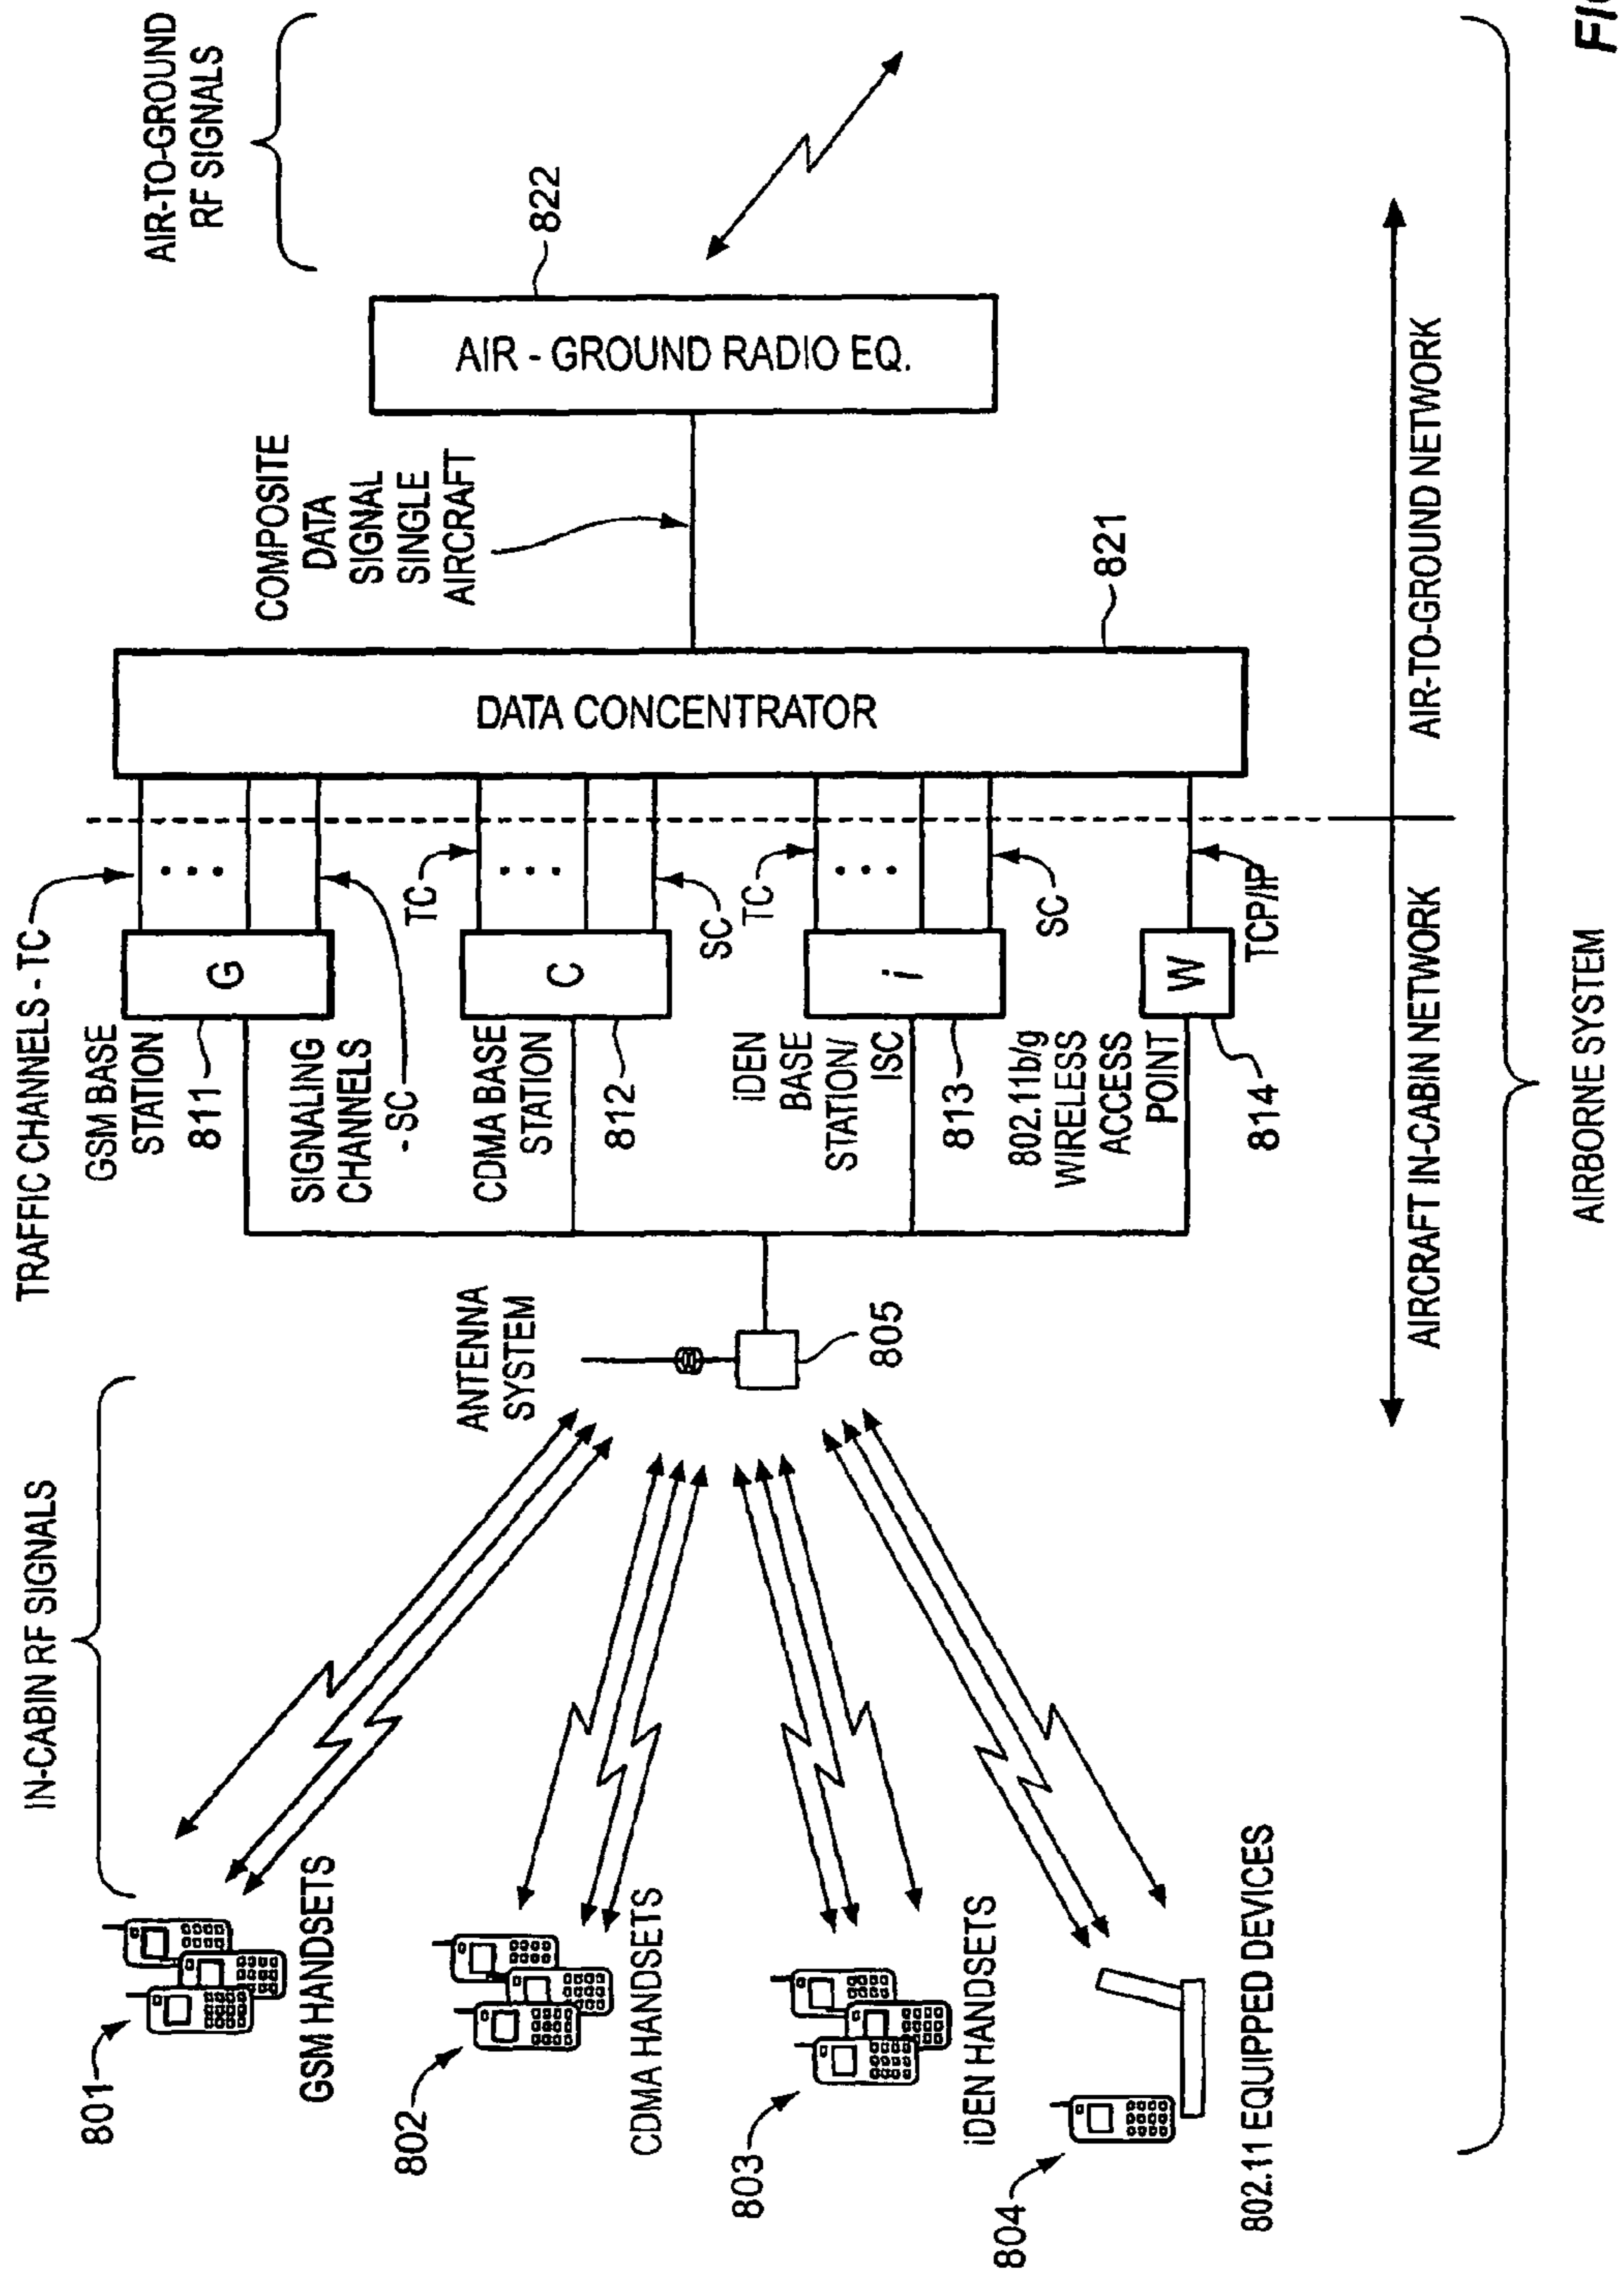 IN-CABIN RF SIGNALS
801
GSM HANDSETS
802
CDMA HANDSETS
803
iDEN HANDSETS
804
802.11 EQUIPPED DEVICES
ANTENNA
SYSTEM
805
TRAFFIC CHANNELS - TC
GSM BASE
STATION
811
G
SIGNALING
CHANNELS
- SC
TC
CDMA BASE
STATION
812
C
SC
TC
iDEN
BASE
STATION/
ISC
813
i
SC
802.11b/g
WIRELESS
ACCESS
POINT
814
W
TCP/IP
DATA CONCENTRATOR
821
COMPOSITE
DATA
SIGNAL
SINGLE
AIRCRAFT
AIR - GROUND RADIO EQ.
822
AIR-TO-GROUND
RF SIGNALS
AIRCRAFT IN-CABIN NETWORK
AIR-TO-GROUND NETWORK
AIRBORNE SYSTEM